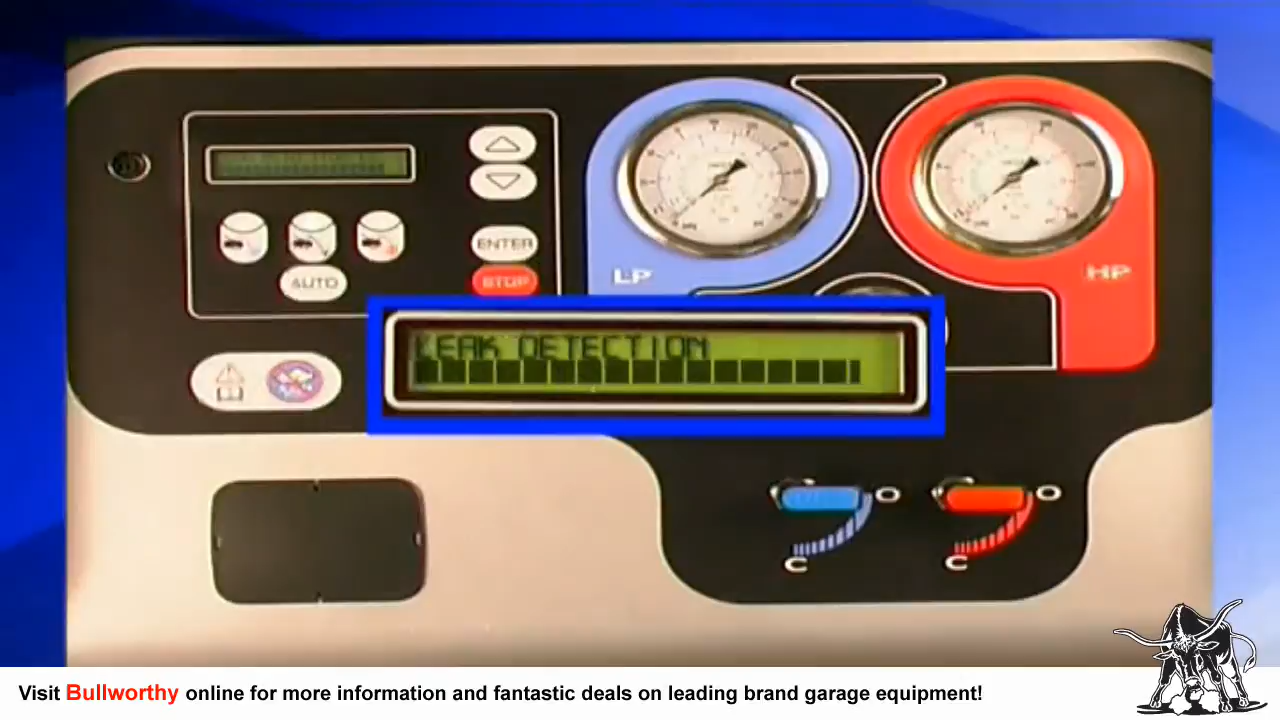 ENTER
AUTO
STOP
LP
HP
LEAK DETECTION
O
O
C
C
Visit Bullworthy online for more information and fantastic deals on leading brand garage equipment!